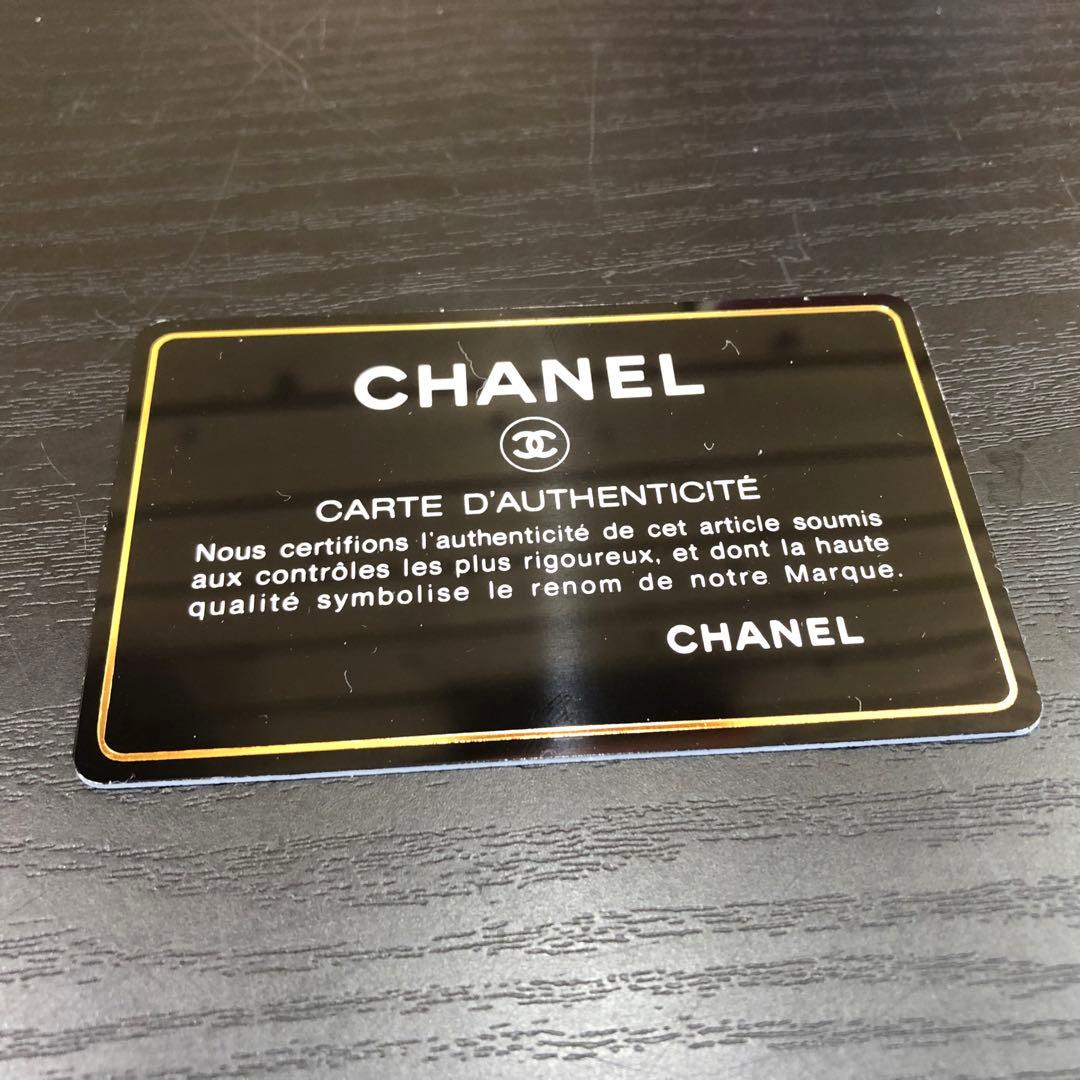 CHANEL
CARTE D'AUTHENTICITÉ
Nous certifions l'authenticité de cet article soumis
aux contrôles les plus rigoureux, et dont la haute
qualité symbolise le renom de notre Marque.
CHANEL